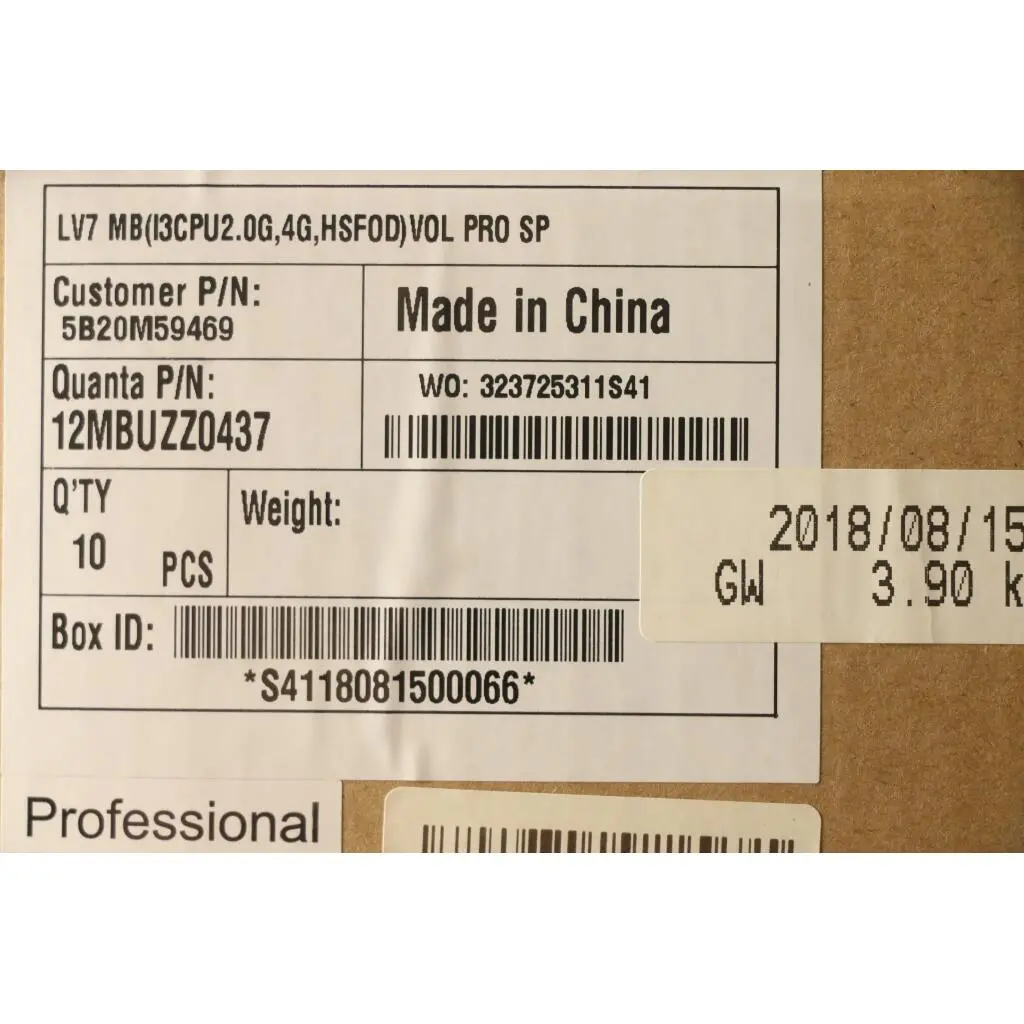 LV7 MB(I3CPU2.0G,4G,HSFOD)VOL PRO SP
Customer P/N:
5B20M59469
Made in China
Quanta P/N:
12MBUZZ0437
WO: 323725311S41
Q'TY
10
PCS
Weight:
2018/08/15
GW 3.90 k
Box ID:
*S4118081500066*
Professional